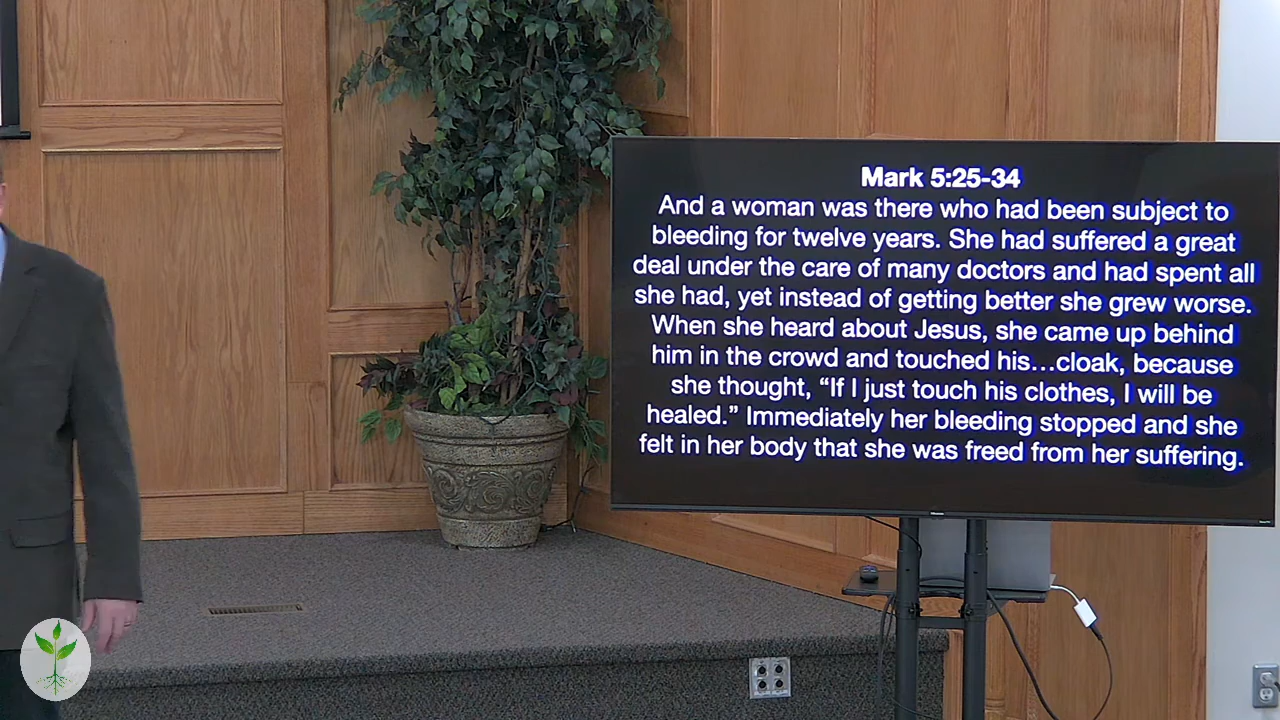 Mark 5:25-34
And a woman was there who had been subject to
bleeding for twelve years. She had suffered a great
deal under the care of many doctors and had spent all
she had, yet instead of getting better she grew worse.
When she heard about Jesus, she came up behind
him in the crowd and touched his…cloak, because
she thought, “If I just touch his clothes, I will be
healed.” Immediately her bleeding stopped and she
felt in her body that she was freed from her suffering.